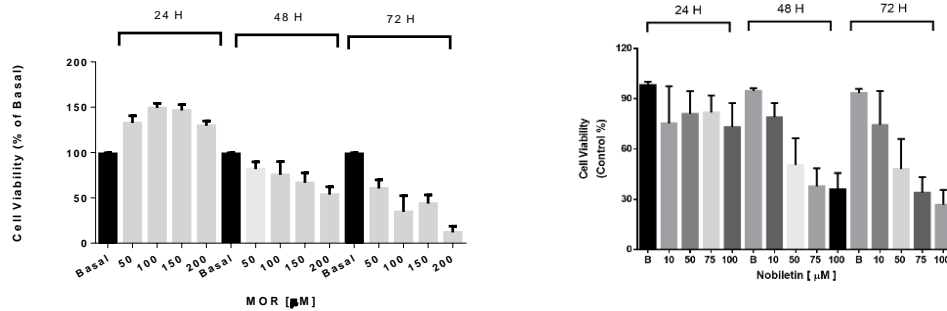 24 H 48 H 72 H
Cell Viability (% of Basal)
200
150
100
50
0
Basal 50 100 150 200 Basal 50 100 150 200 Basal 50 100 150 200
MOR [µM]
24 H 48 H 72 H
Cell Viability
(Control %)
120
90
60
30
0
B 10 50 75 100 B 10 50 75 100 B 10 50 75 100
Nobiletin [ µM]